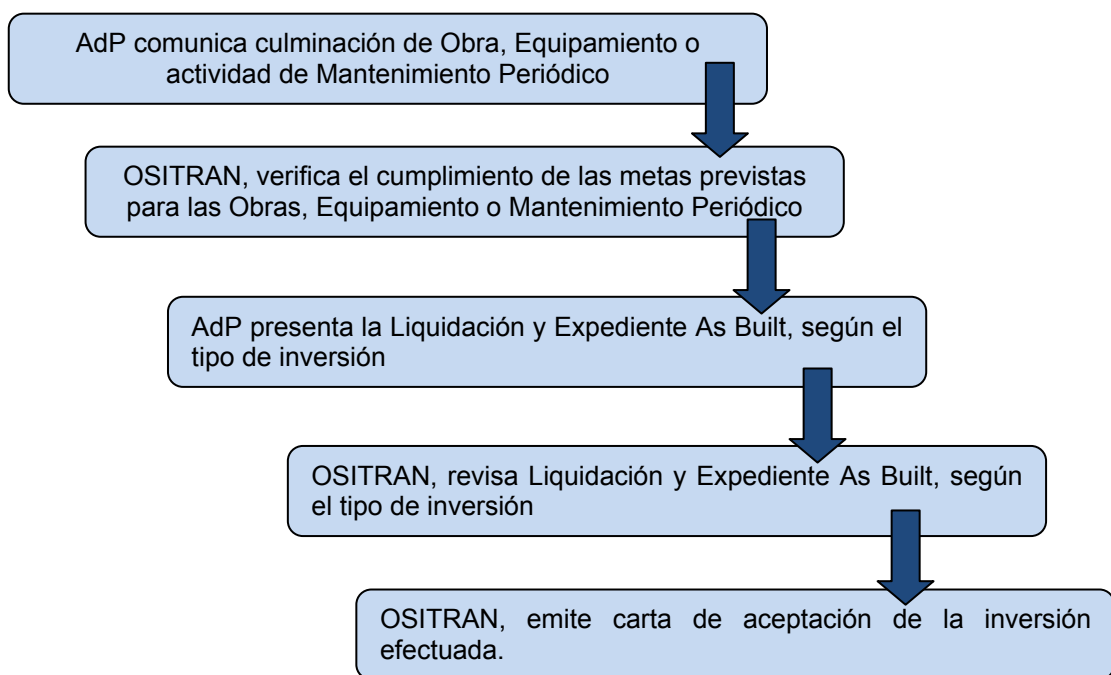 AdP comunica culminación de Obra, Equipamiento o
actividad de Mantenimiento Periódico
OSITRAN, verifica el cumplimiento de las metas previstas
para las Obras, Equipamiento o Mantenimiento Periódico
AdP presenta la Liquidación y Expediente As Built, según el
tipo de inversión
OSITRAN, revisa Liquidación y Expediente As Built, según
el tipo de inversión
OSITRAN, emite carta de aceptación de la inversión
efectuada.